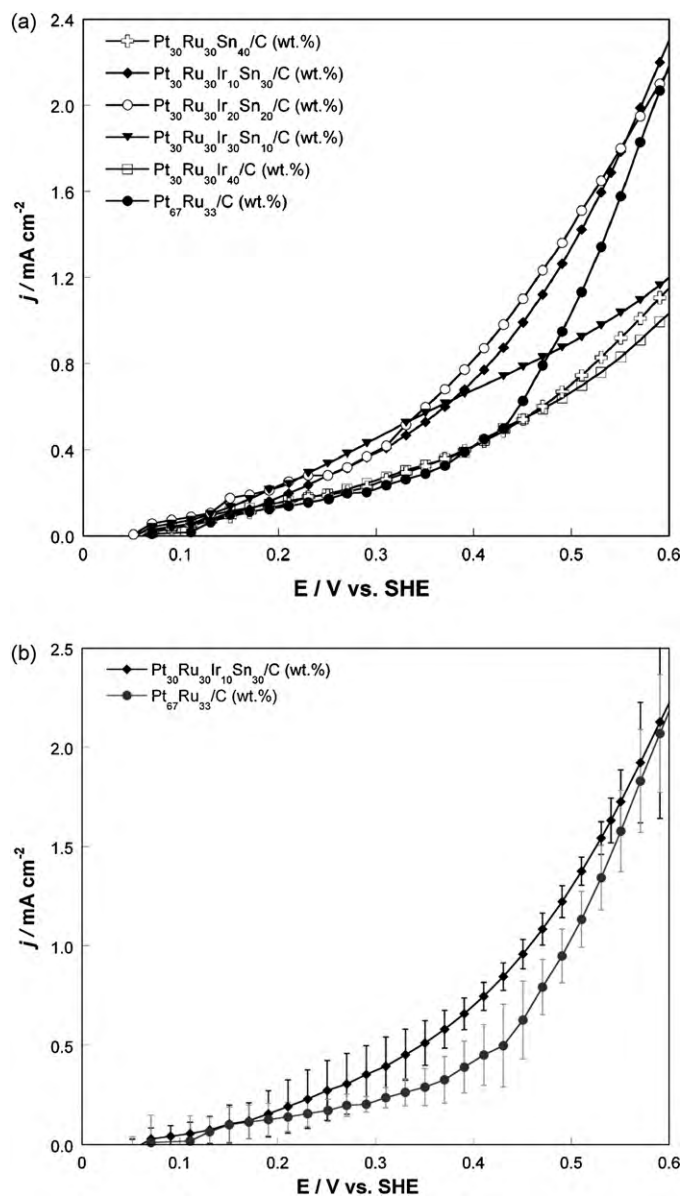 (a)
Pt₃₀Ru₃₀Sn₄₀/C (wt.%)
Pt₃₀Ru₃₀Ir₁₀Sn₃₀/C (wt.%)
Pt₃₀Ru₃₀Ir₂₀Sn₂₀/C (wt.%)
Pt₃₀Ru₃₀Ir₃₀Sn₁₀/C (wt.%)
Pt₃₀Ru₃₀Ir₄₀/C (wt.%)
Pt₆₇Ru₃₃/C (wt.%)
2.4
2.0
1.6
1.2
0.8
0.4
0.0
j / mA cm⁻²
0 0.1 0.2 0.3 0.4 0.5 0.6
E / V vs. SHE
(b)
Pt₃₀Ru₃₀Ir₁₀Sn₃₀/C (wt.%)
Pt₆₇Ru₃₃/C (wt.%)
2.5
2.0
1.5
1.0
0.5
0.0
j / mA cm⁻²
0 0.1 0.2 0.3 0.4 0.5 0.6
E / V vs. SHE